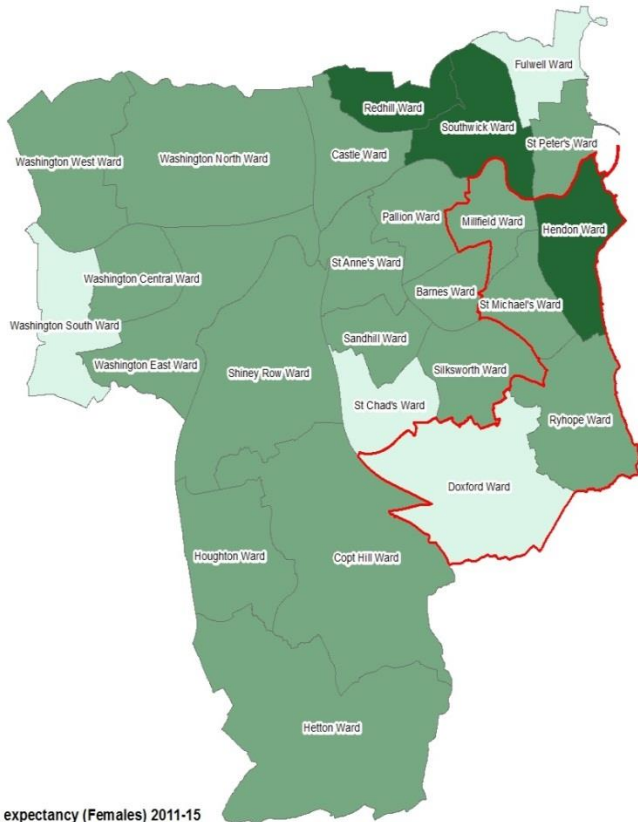 Fulwell Ward
Redhill Ward
Southwick Ward
St Peter's Ward
Castle Ward
Washington North Ward
Washington West Ward
Pallion Ward
Millfield Ward
Hendon Ward
St Anne's Ward
Washington Central Ward
Barnes Ward
St Michael's Ward
Washington South Ward
Sandhill Ward
Washington East Ward
Shiney Row Ward
Silksworth Ward
St Chad's Ward
Ryhope Ward
Doxford Ward
Houghton Ward
Copt Hill Ward
Hetton Ward
expectancy (Females) 2011-15